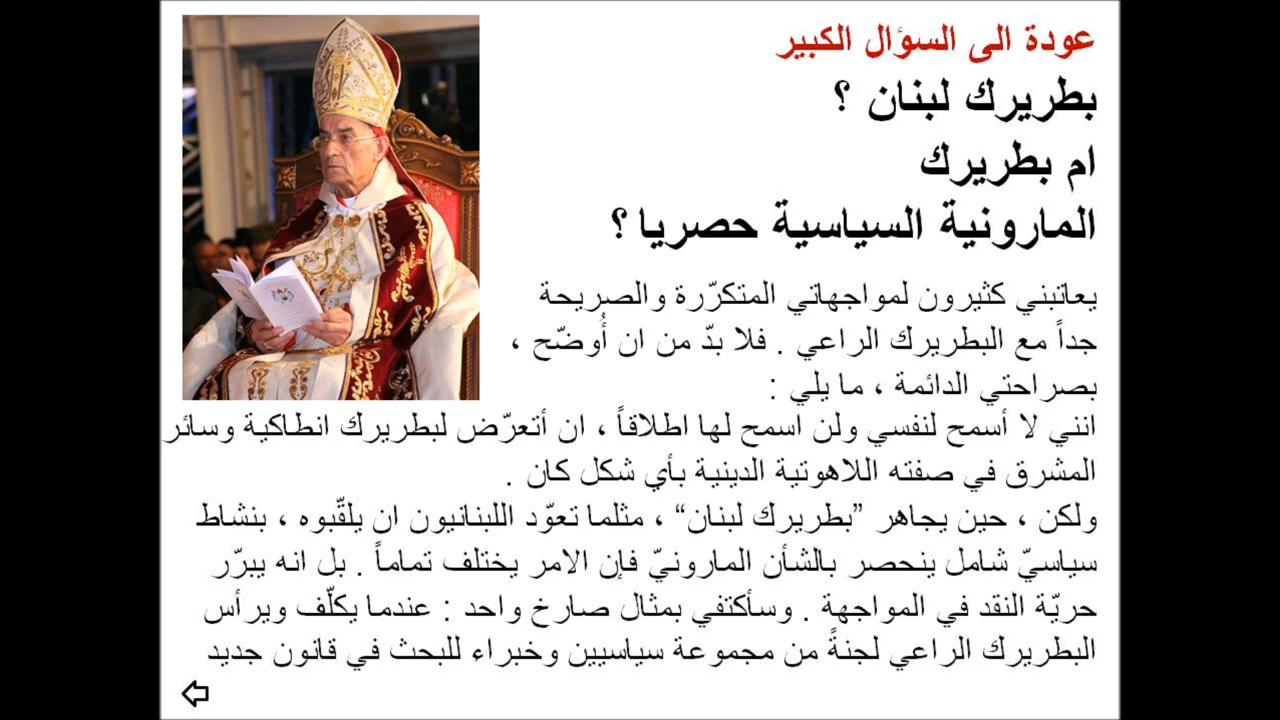 عودة الى السؤال الكبير
بطريرك لبنان ؟
ام بطريرك
المارونية السياسية حصريا ؟
يعاتبني كثيرون لمواجهاتي المتكرّرة والصريحة
جداً مع البطريرك الراعي . فلا بدّ من ان أُوضّح ،
بصراحتي الدائمة ، ما يلي :
انني لا أسمح لنفسي ولن اسمح لها اطلاقاً ، ان أتعرّض لبطريرك انطاكية وسائر
المشرق في صفته اللاهوتية الدينية بأي شكل كان .
ولكن ، حين يجاهر ”بطريرك لبنان“ ، مثلما تعوّد اللبنانيون ان يلقّبوه ، بنشاط
سياسيّ شامل ينحصر بالشأن المارونيّ فإن الامر يختلف تماماً . بل انه يبرّر
حريّة النقد في المواجهة . وسأكتفي بمثال صارخ واحد : عندما يكلّف ويرأس
البطريرك الراعي لجنةً من مجموعة سياسيين وخبراء للبحث في قانون جديد